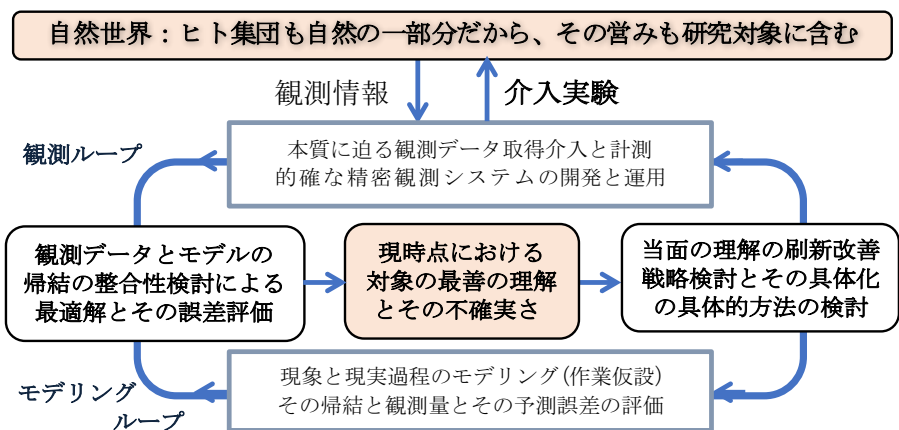 自然世界：ヒト集団も自然の一部分だから、その営みも研究対象に含む
観測情報
介入実験
観測ループ
本質に迫る観測データ取得介入と計測
的確な精密観測システムの開発と運用
観測データとモデルの
帰結の整合性検討による
最適解とその誤差評価
現時点における
対象の最善の理解
とその不確実さ
当面の理解の刷新改善
戦略検討とその具体化
の具体的方法の検討
モデリング
ループ
現象と現実過程のモデリング(作業仮設)
その帰結と観測量とその予測誤差の評価